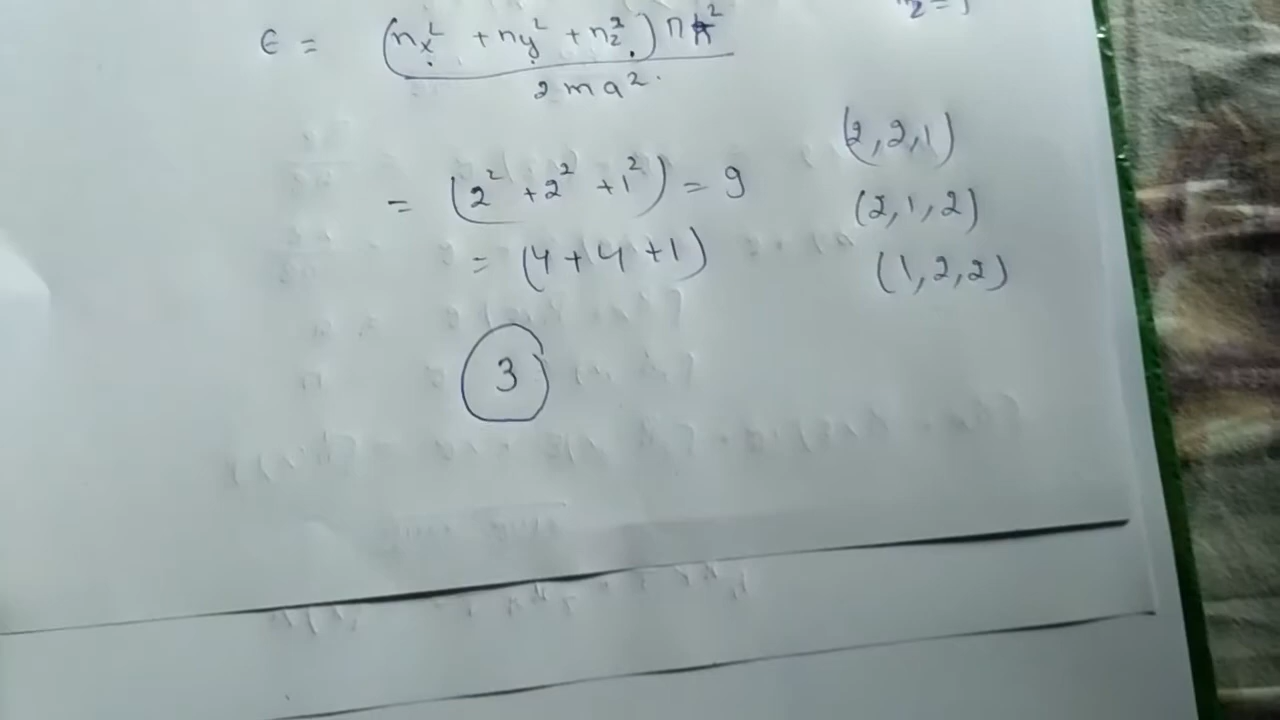 ϵ = (nx² + ny² + nz²) πħ² / 2ma²
(2,2,1)
= (2² + 2² + 1²) = 9
(2,1,2)
= (4+4+1)
(1,2,2)
3